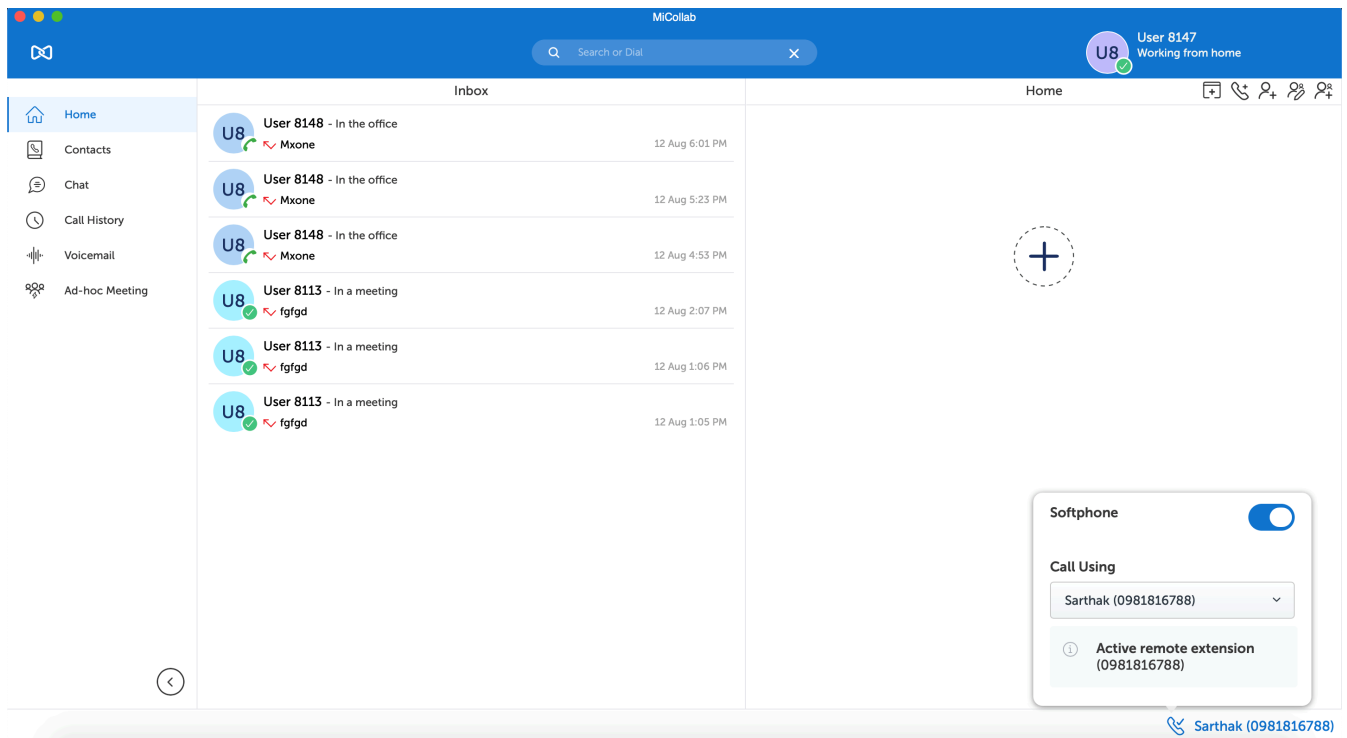 MiCollab
Search or Dial
U8
User 8147
Working from home
Home
Contacts
Chat
Call History
Voicemail
Ad-hoc Meeting
Inbox
U8
User 8148 - In the office
Mxone
12 Aug 6:01 PM
U8
User 8148 - In the office
Mxone
12 Aug 5:23 PM
U8
User 8148 - In the office
Mxone
12 Aug 4:53 PM
U8
User 8113 - In a meeting
fgfgd
12 Aug 2:07 PM
U8
User 8113 - In a meeting
fgfgd
12 Aug 1:06 PM
U8
User 8113 - In a meeting
fgfgd
12 Aug 1:05 PM
Home
Softphone
Call Using
Sarthak (0981816788)
Active remote extension
(0981816788)
Sarthak (0981816788)